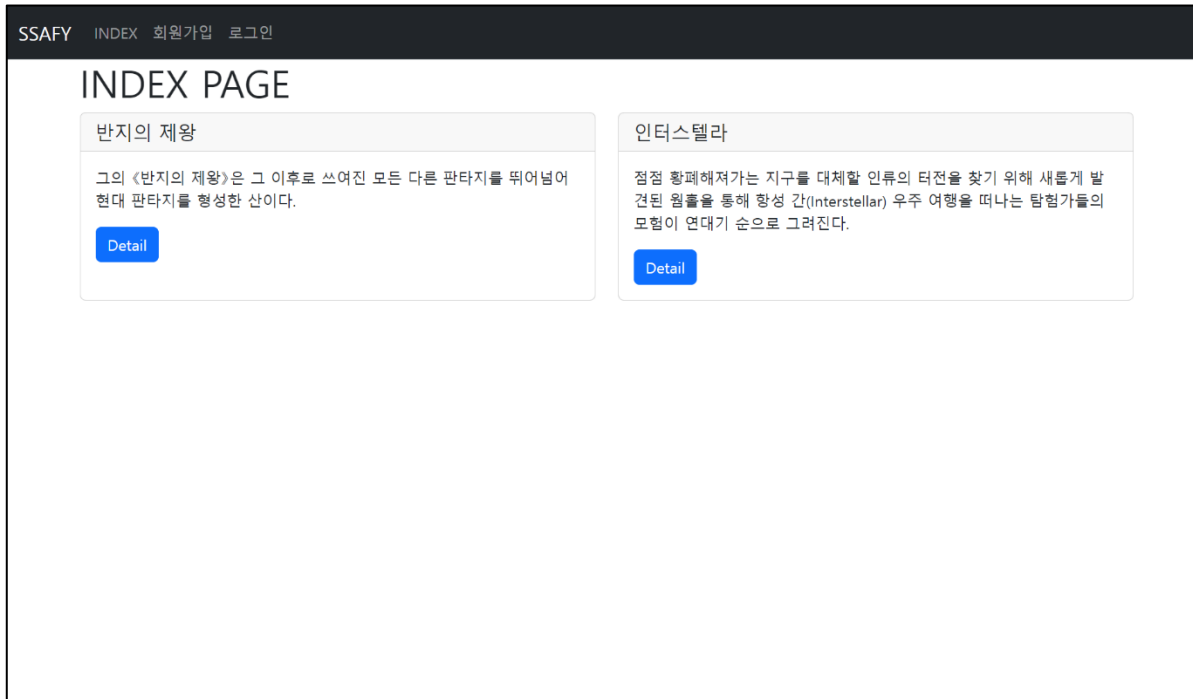 SSAFY INDEX 회원가입 로그인
INDEX PAGE
반지의 제왕
그의 《반지의 제왕》은 그 이후로 쓰여진 모든 다른 판타지를 뛰어넘어
현대 판타지를 형성한 산이다.
Detail
인터스텔라
점점 황폐해져가는 지구를 대체할 인류의 터전을 찾기 위해 새롭게 발
견된 웜홀을 통해 항성 간(Interstellar) 우주 여행을 떠나는 탐험가들의
모험이 연대기 순으로 그려진다.
Detail